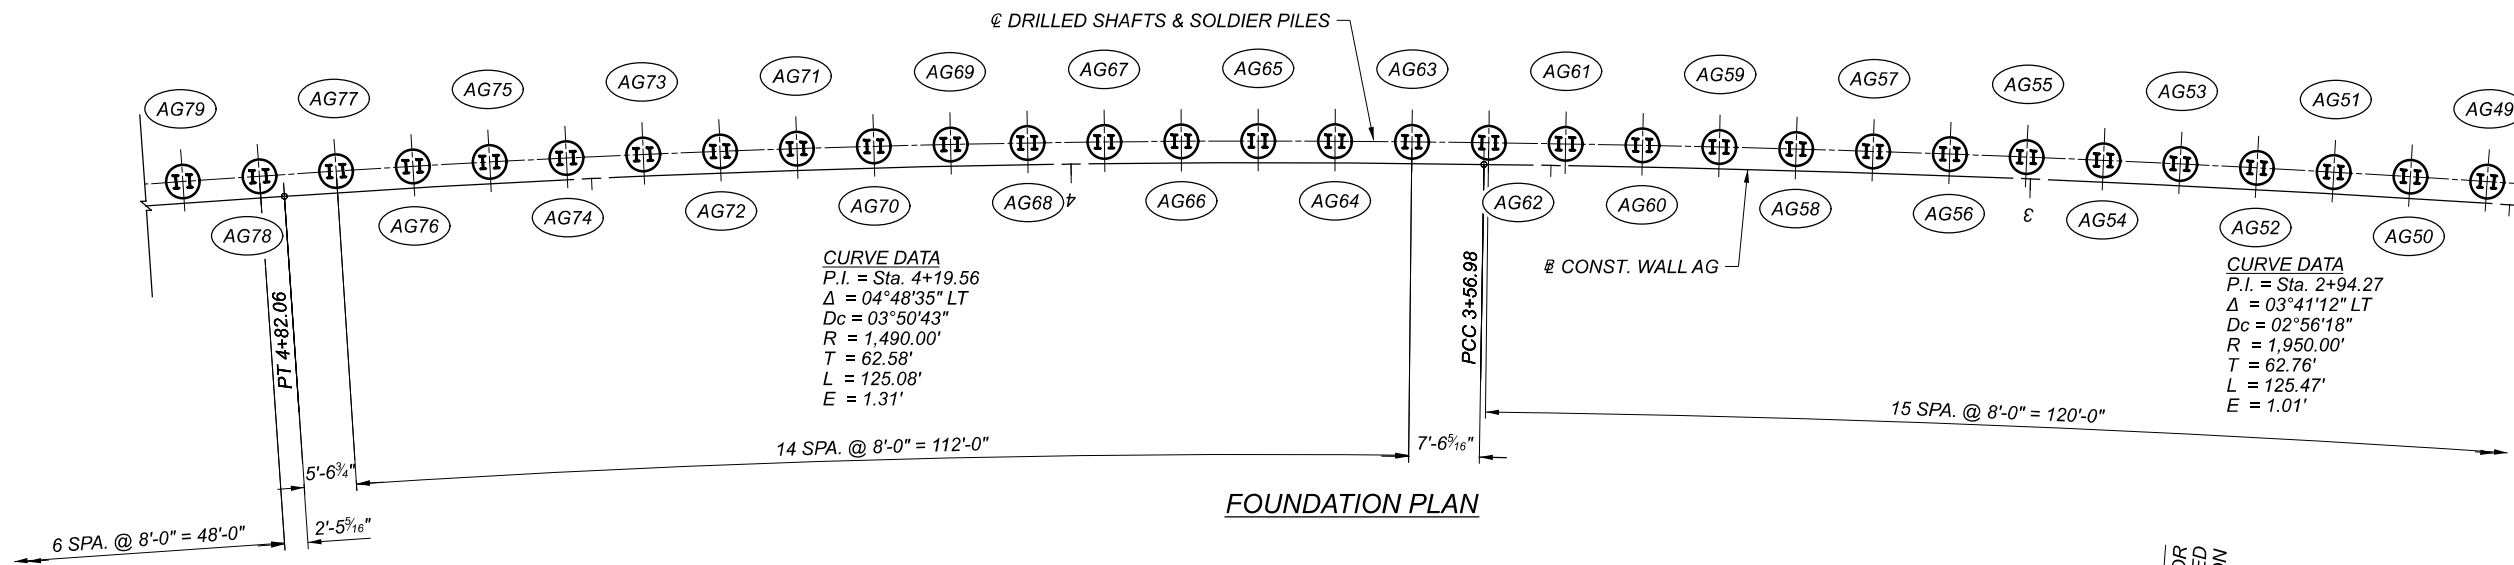 ℄ DRILLED SHAFTS & SOLDIER PILES
AG79
AG77
AG75
AG73
AG71
AG69
AG67
AG65
AG63
AG61
AG59
AG57
AG55
AG53
AG51
AG49
AG78
AG76
AG74
AG72
AG70
AG68
4
AG66
AG64
AG62
AG60
AG58
AG56
3
AG54
AG52
AG50
PT 4+82.06
CURVE DATA
P.I. = Sta. 4+19.56
Δ = 04°48'35" LT
Dc = 03°50'43"
R = 1,490.00'
T = 62.58'
L = 125.08'
E = 1.31'
PCC 3+56.98
CONST. WALL AG
CURVE DATA
P.I. = Sta. 2+94.27
Δ = 03°41'12" LT
Dc = 02°56'18"
R = 1,950.00'
T = 62.76'
L = 125.47'
E = 1.01'
5'-6¾"
14 SPA. @ 8'-0" = 112'-0"
7'-6⁵⁄₁₆"
15 SPA. @ 8'-0" = 120'-0"
6 SPA. @ 8'-0" = 48'-0"
2'-5⁵⁄₁₆"
FOUNDATION PLAN